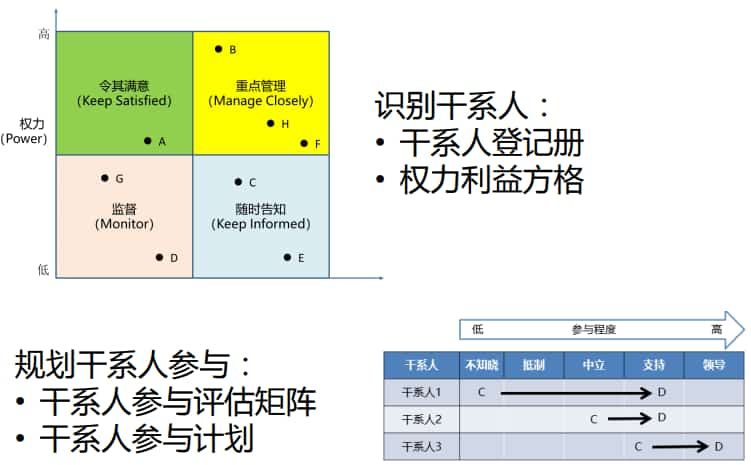 高
B
令其满意
(Keep Satisfied)
重点管理
(Manage Closely)
权力
(Power)
H
A
F
G
C
监督
(Monitor)
随时告知
(Keep Informed)
D
E
低
识别干系人：
• 干系人登记册
• 权力利益方格
规划干系人参与：
• 干系人参与评估矩阵
• 干系人参与计划
低 参与程度 高
干系人 不知晓 抵制 中立 支持 领导
干系人1 C D
干系人2 C D
干系人3 C D